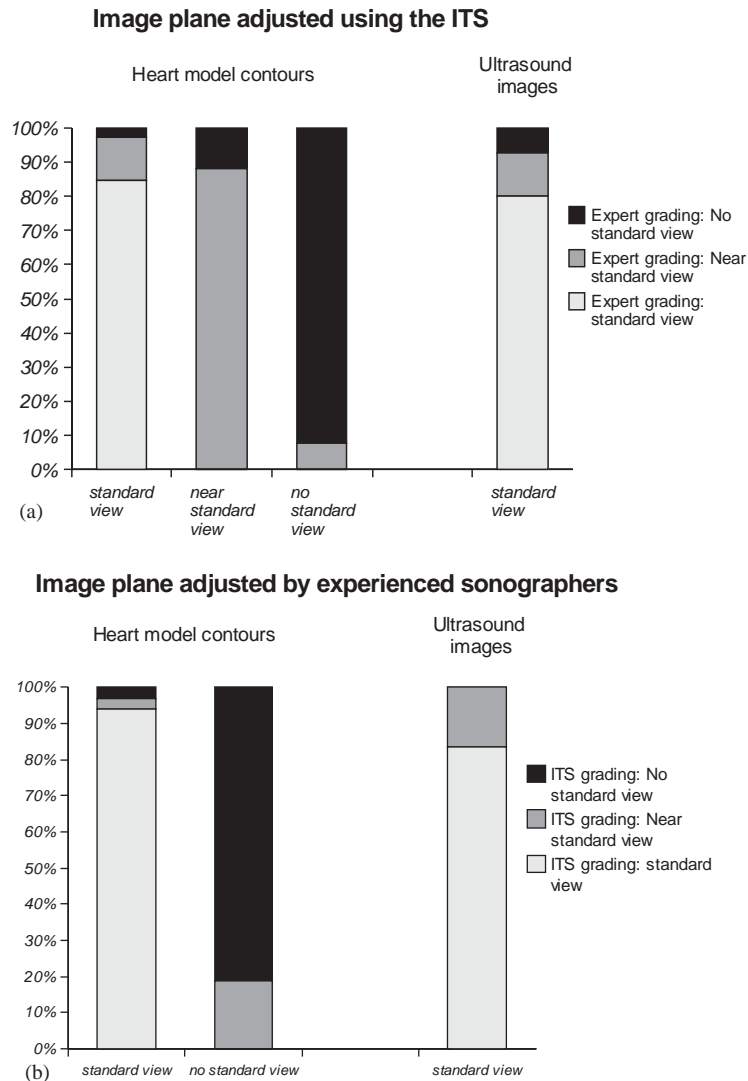 Image plane adjusted using the ITS
Heart model contours
Ultrasound
images
100%
90%
80%
70%
60%
50%
40%
30%
20%
10%
0%
Expert grading: No
standard view
Expert grading: Near
standard view
Expert grading:
standard view
standard
view
near
standard
view
no
standard
view
standard
view
(a)
Image plane adjusted by experienced sonographers
Heart model contours
Ultrasound
images
100%
90%
80%
70%
60%
50%
40%
30%
20%
10%
0%
ITS grading: No
standard view
ITS grading: Near
standard view
ITS grading: standard
view
standard view
no standard view
standard view
(b)